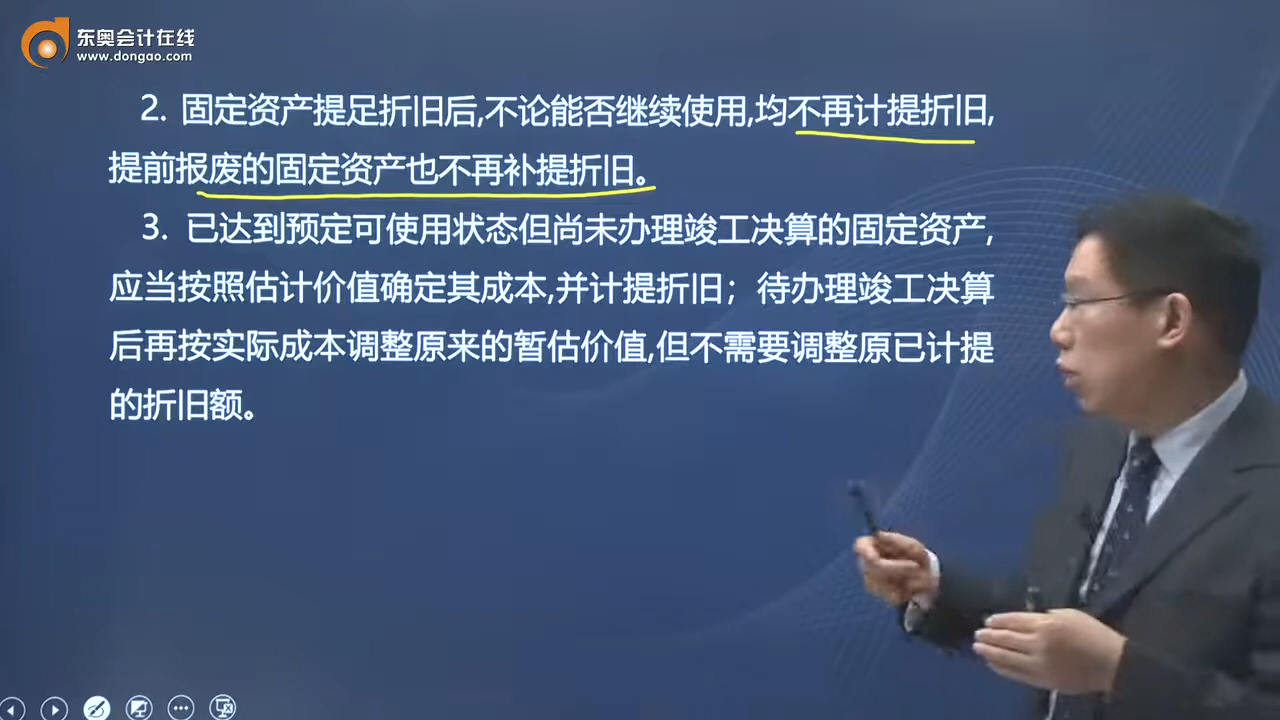 东奥会计在线
www.dongao.com
2. 固定资产提足折旧后,不论能否继续使用,均不再计提折旧,
提前报废的固定资产也不再补提折旧。
3. 已达到预定可使用状态但尚未办理竣工决算的固定资产,
应当按照估计价值确定其成本,并计提折旧；待办理竣工决算
后再按实际成本调整原来的暂估价值,但不需要调整原已计提
的折旧额。